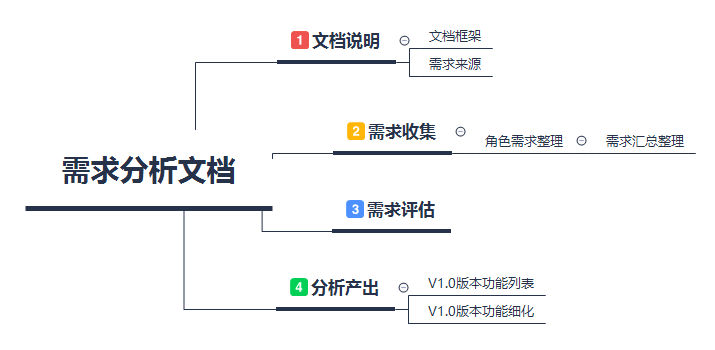 1 文档说明
文档框架
需求来源
2 需求收集
角色需求整理
需求汇总整理
需求分析文档
3 需求评估
4 分析产出
V1.0版本功能列表
V1.0版本功能细化